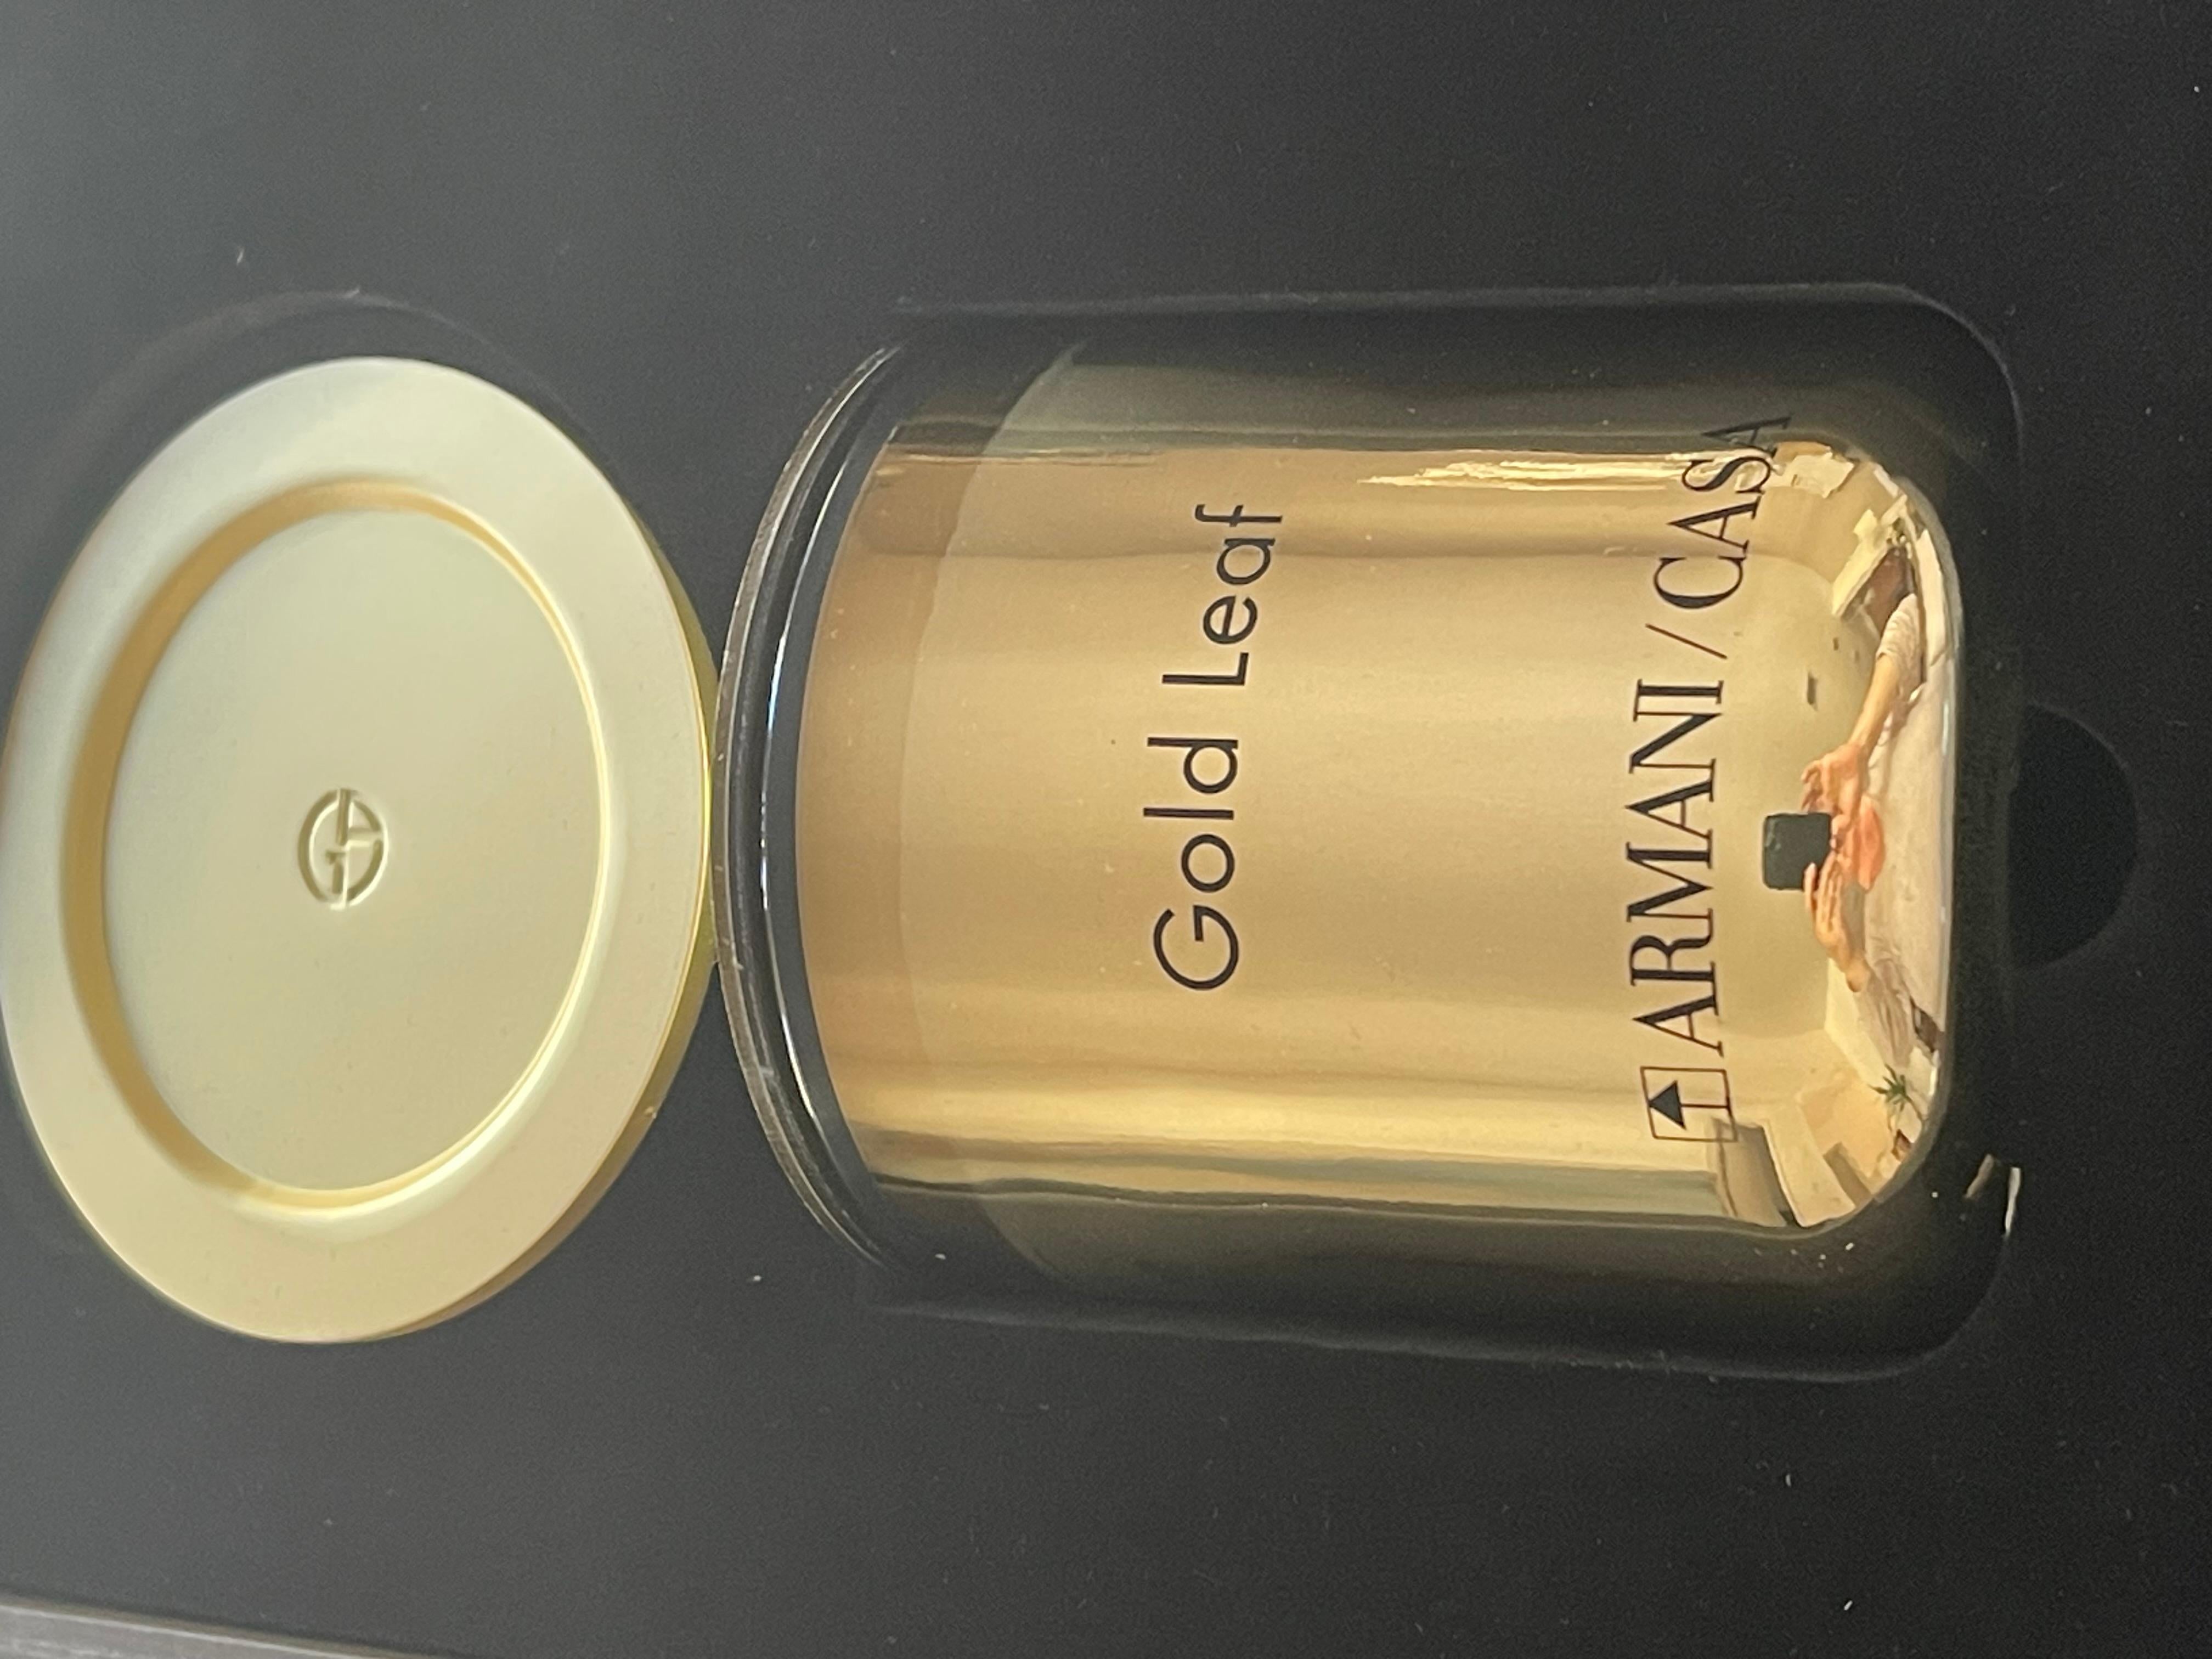 Gold Leaf
ARMANI / CASA